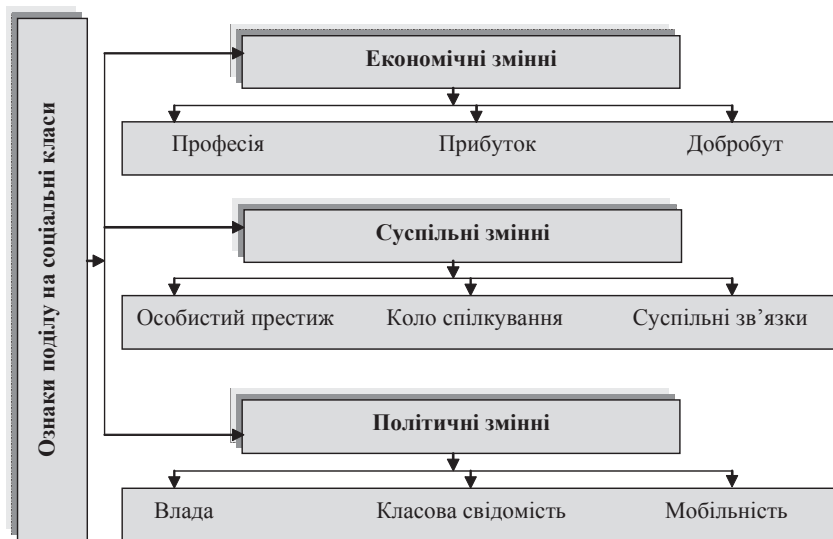 Ознаки поділу на соціальні класи
Економічні змінні
Професія Прибуток Добробут
Суспільні змінні
Особистий престиж Коло спілкування Суспільні зв’язки
Політичні змінні
Влада Класова свідомість Мобільність